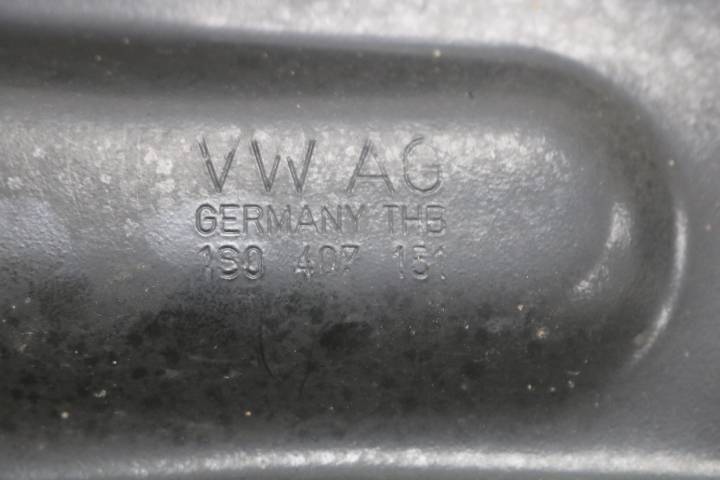 VW AG
GERMANY THB
1S0 407 151